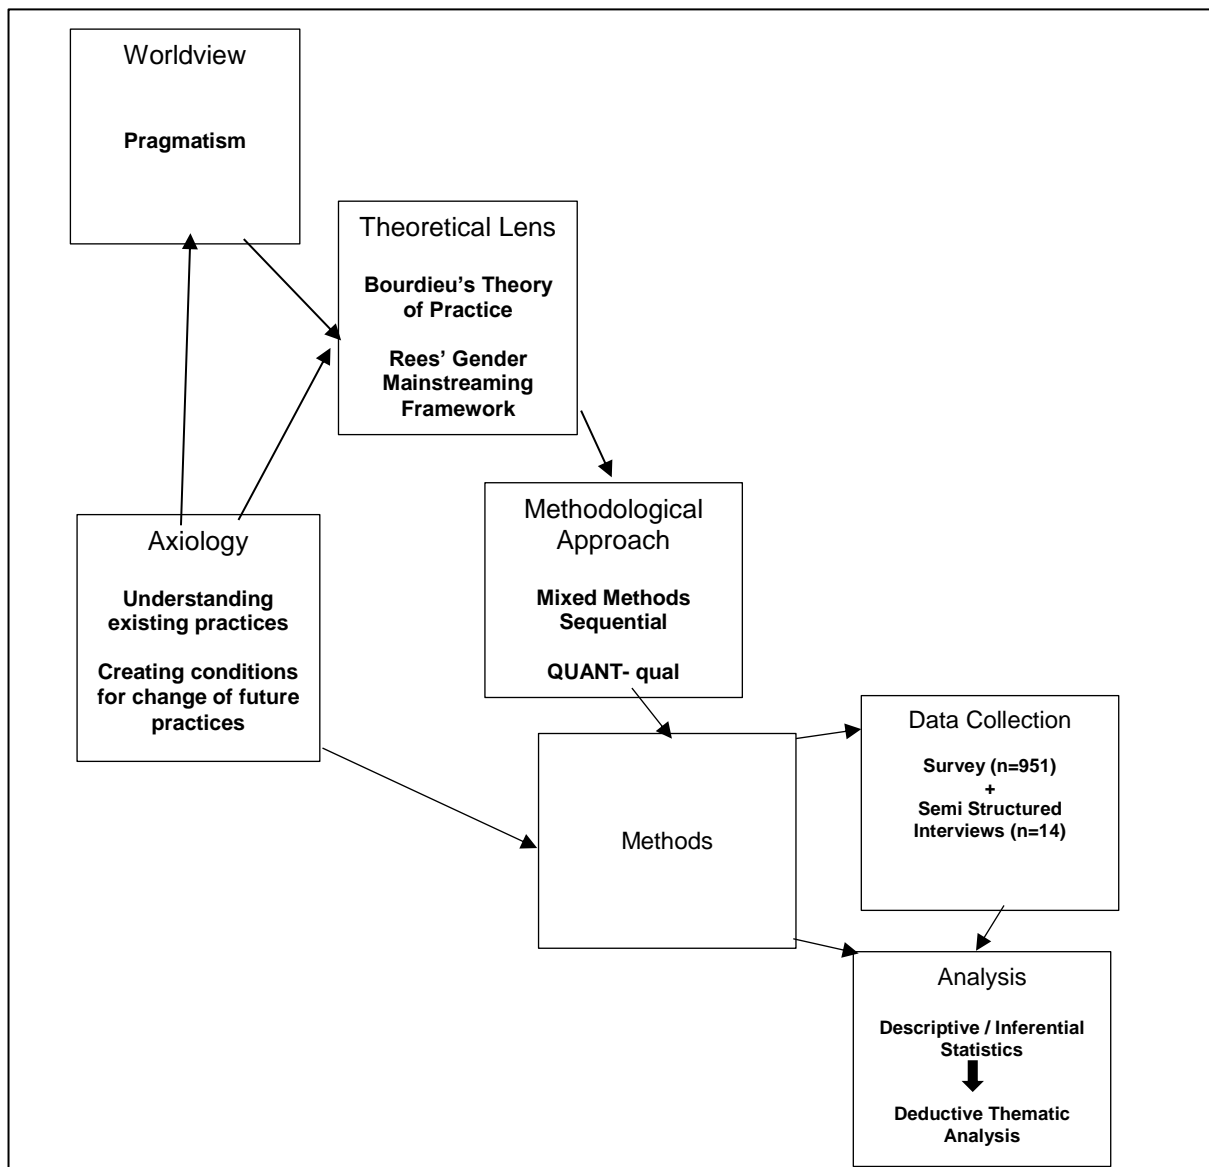 Worldview
Pragmatism
Theoretical Lens
Bourdieu’s Theory
of Practice
Rees’ Gender
Mainstreaming
Framework
Axiology
Understanding
existing practices
Creating conditions
for change of future
practices
Methodological
Approach
Mixed Methods
Sequential
QUANT- qual
Methods
Data Collection
Survey (n=951)
+
Semi Structured
Interviews (n=14)
Analysis
Descriptive / Inferential
Statistics
Deductive Thematic
Analysis